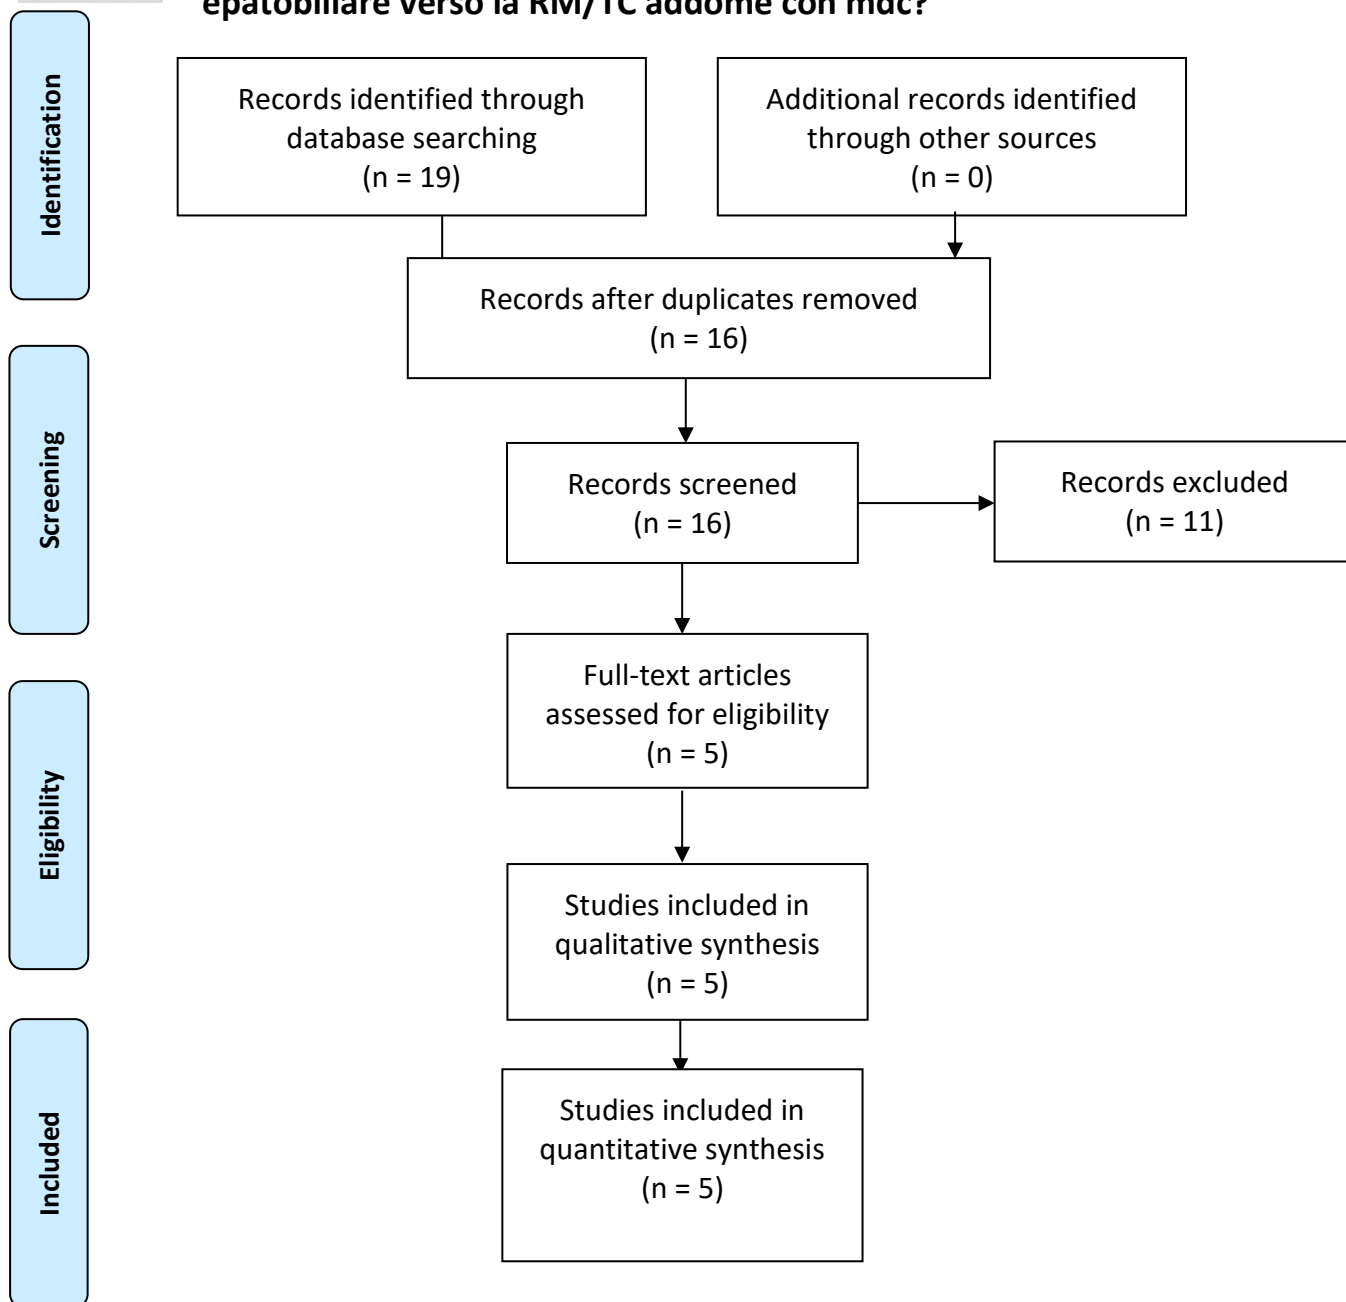 epatobiliare verso la RM/TC addome con mdc?
Identification
Records identified through
database searching
(n = 19)
Additional records identified
through other sources
(n = 0)
Records after duplicates removed
(n = 16)
Screening
Records screened
(n = 16)
Records excluded
(n = 11)
Eligibility
Full-text articles
assessed for eligibility
(n = 5)
Studies included in
qualitative synthesis
(n = 5)
Included
Studies included in
quantitative synthesis
(n = 5)